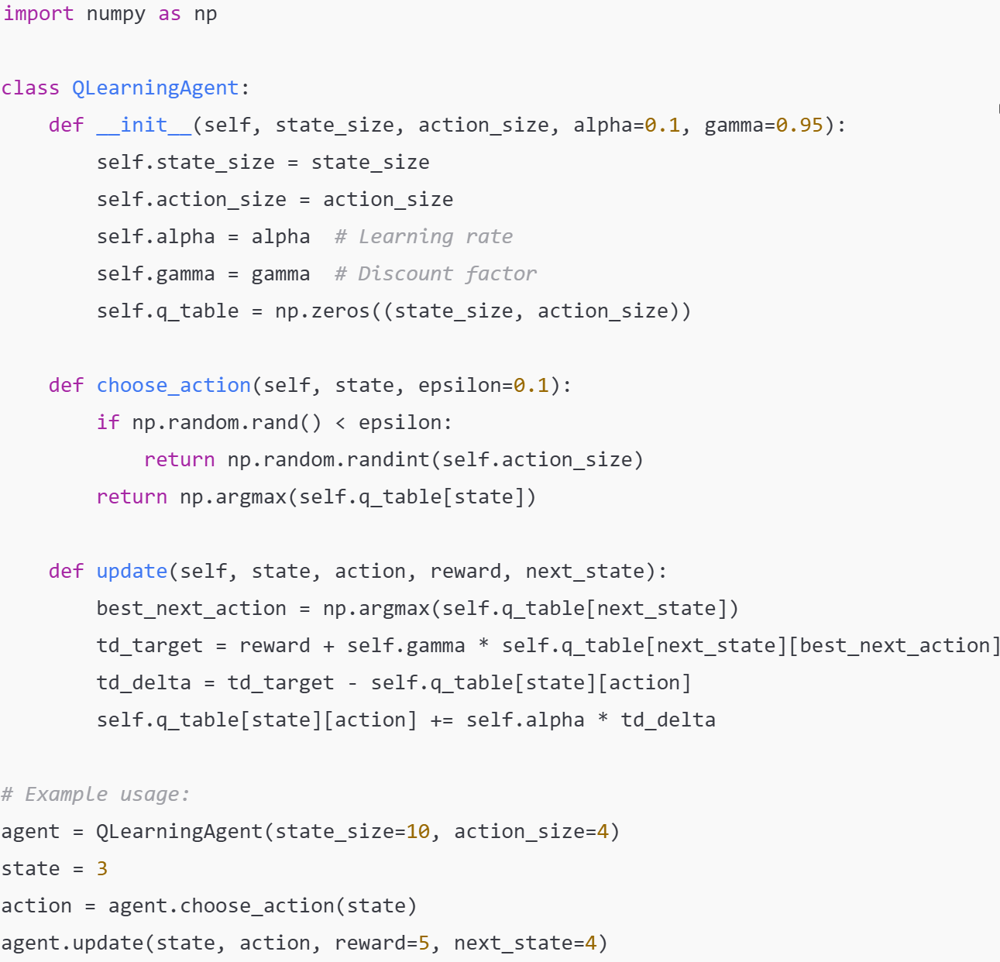 import numpy as np
class QLearningAgent:
    def __init__(self, state_size, action_size, alpha=0.1, gamma=0.95):
        self.state_size = state_size
        self.action_size = action_size
        self.alpha = alpha  # Learning rate
        self.gamma = gamma  # Discount factor
        self.q_table = np.zeros((state_size, action_size))
    def choose_action(self, state, epsilon=0.1):
        if np.random.rand() < epsilon:
            return np.random.randint(self.action_size)
        return np.argmax(self.q_table[state])
    def update(self, state, action, reward, next_state):
        best_next_action = np.argmax(self.q_table[next_state])
        td_target = reward + self.gamma * self.q_table[next_state][best_next_action]
        td_delta = td_target - self.q_table[state][action]
        self.q_table[state][action] += self.alpha * td_delta
# Example usage:
agent = QLearningAgent(state_size=10, action_size=4)
state = 3
action = agent.choose_action(state)
agent.update(state, action, reward=5, next_state=4)